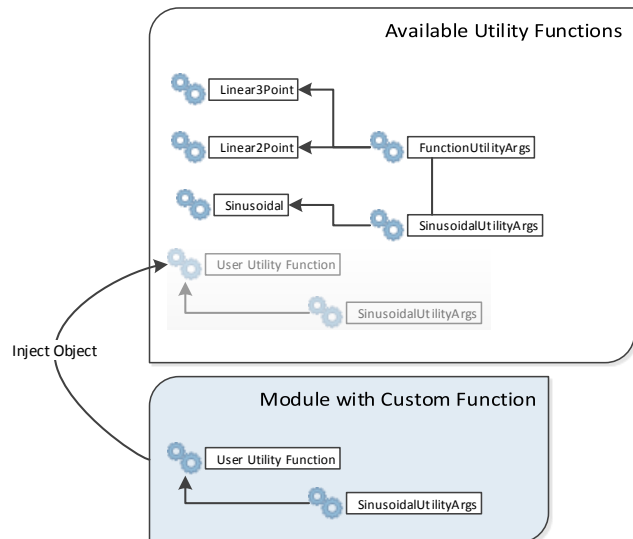 Available Utility Functions
Linear3Point
Linear2Point
FunctionUtilityArgs
Sinusoidal
SinusoidalUtilityArgs
User Utility Function
SinusoidalUtilityArgs
Inject Object
Module with Custom Function
User Utility Function
SinusoidalUtilityArgs